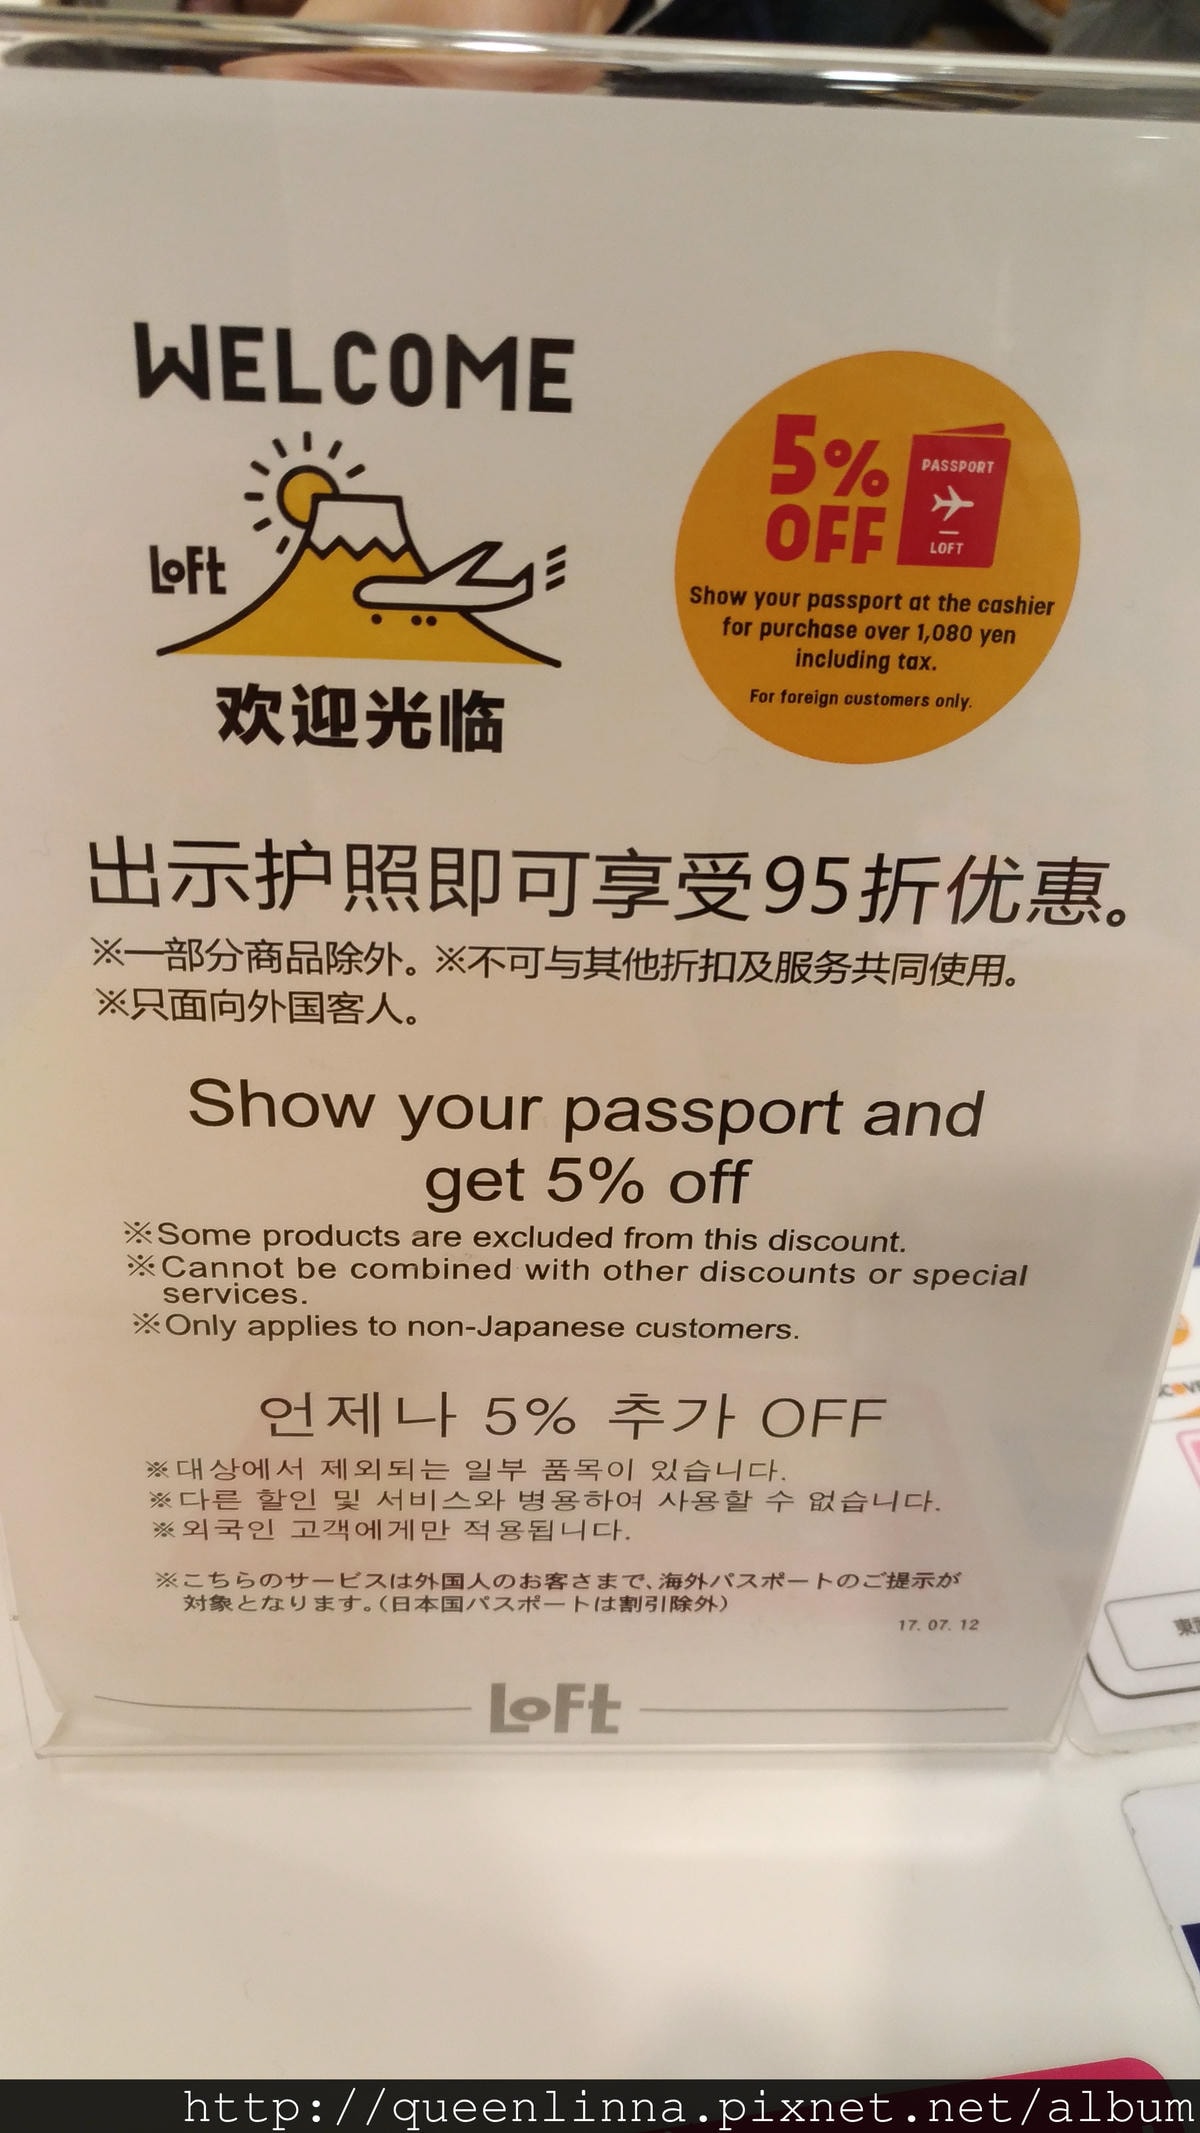 WELCOME
Loft
欢迎光临
5%
OFF
PASSPORT
LOFT
Show your passport at the cashier
for purchase over 1,080 yen
including tax.
For foreign customers only.
出示护照即可享受95折优惠。
※一部分商品除外。※不可与其他折扣及服务共同使用。
※只面向外国客人。
Show your passport and
get 5% off
※Some products are excluded from this discount.
※Cannot be combined with other discounts or special
services.
※Only applies to non-Japanese customers.
언제나 5% 추가 OFF
※대상에서 제외되는 일부 품목이 있습니다.
※다른 할인 및 서비스와 병용하여 사용할 수 없습니다.
※외국인 고객에게만 적용됩니다.
※こちらのサービスは外国人のお客さまで、海外パスポートのご提示が
対象となります。(日本国パスポートは割引除外)
17. 07. 12
Loft
http://queenlinna.pixnet.net/album